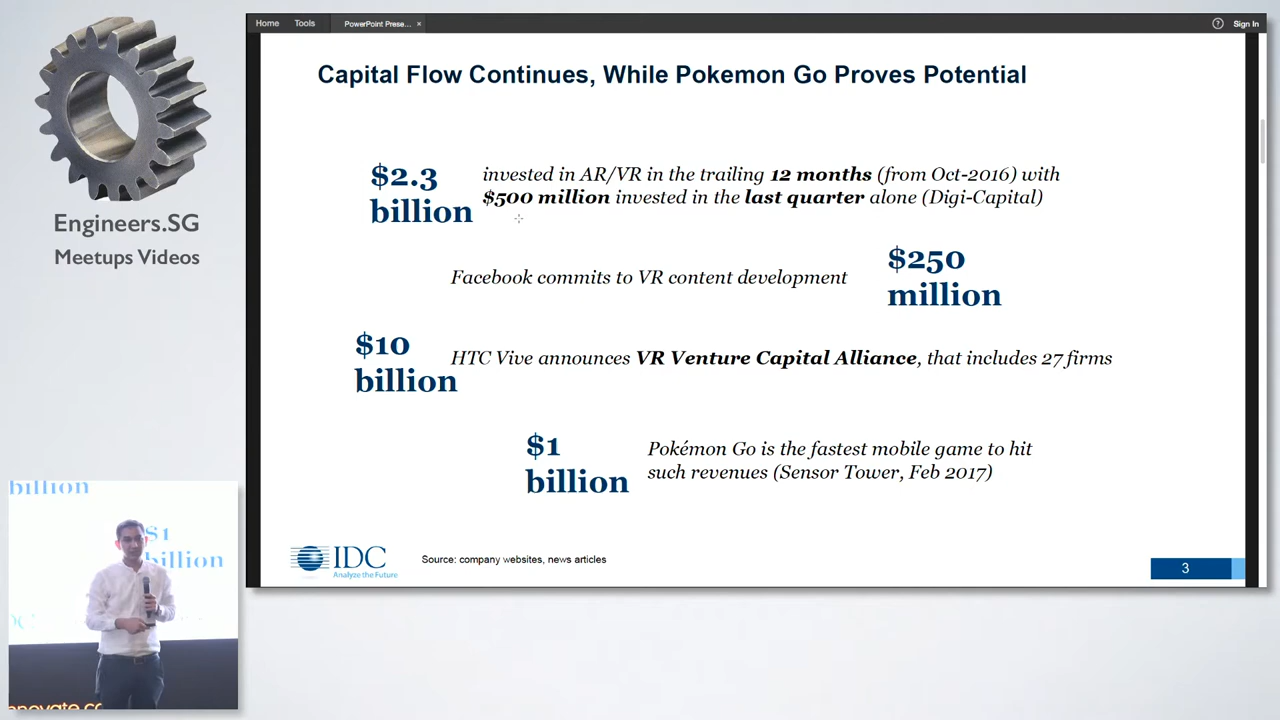 Home Tools PowerPoint Prese... × ? Sign In
Capital Flow Continues, While Pokemon Go Proves Potential
$2.3
billion
invested in AR/VR in the trailing 12 months (from Oct-2016) with
$500 million invested in the last quarter alone (Digi-Capital)
Facebook commits to VR content development
$250
million
$10
billion
HTC Vive announces VR Venture Capital Alliance, that includes 27 firms
$1
billion
Pokémon Go is the fastest mobile game to hit
such revenues (Sensor Tower, Feb 2017)
IDC
Analyze the Future
Source: company websites, news articles
3
Engineers.SG
Meetups Videos
billion
$1
billion